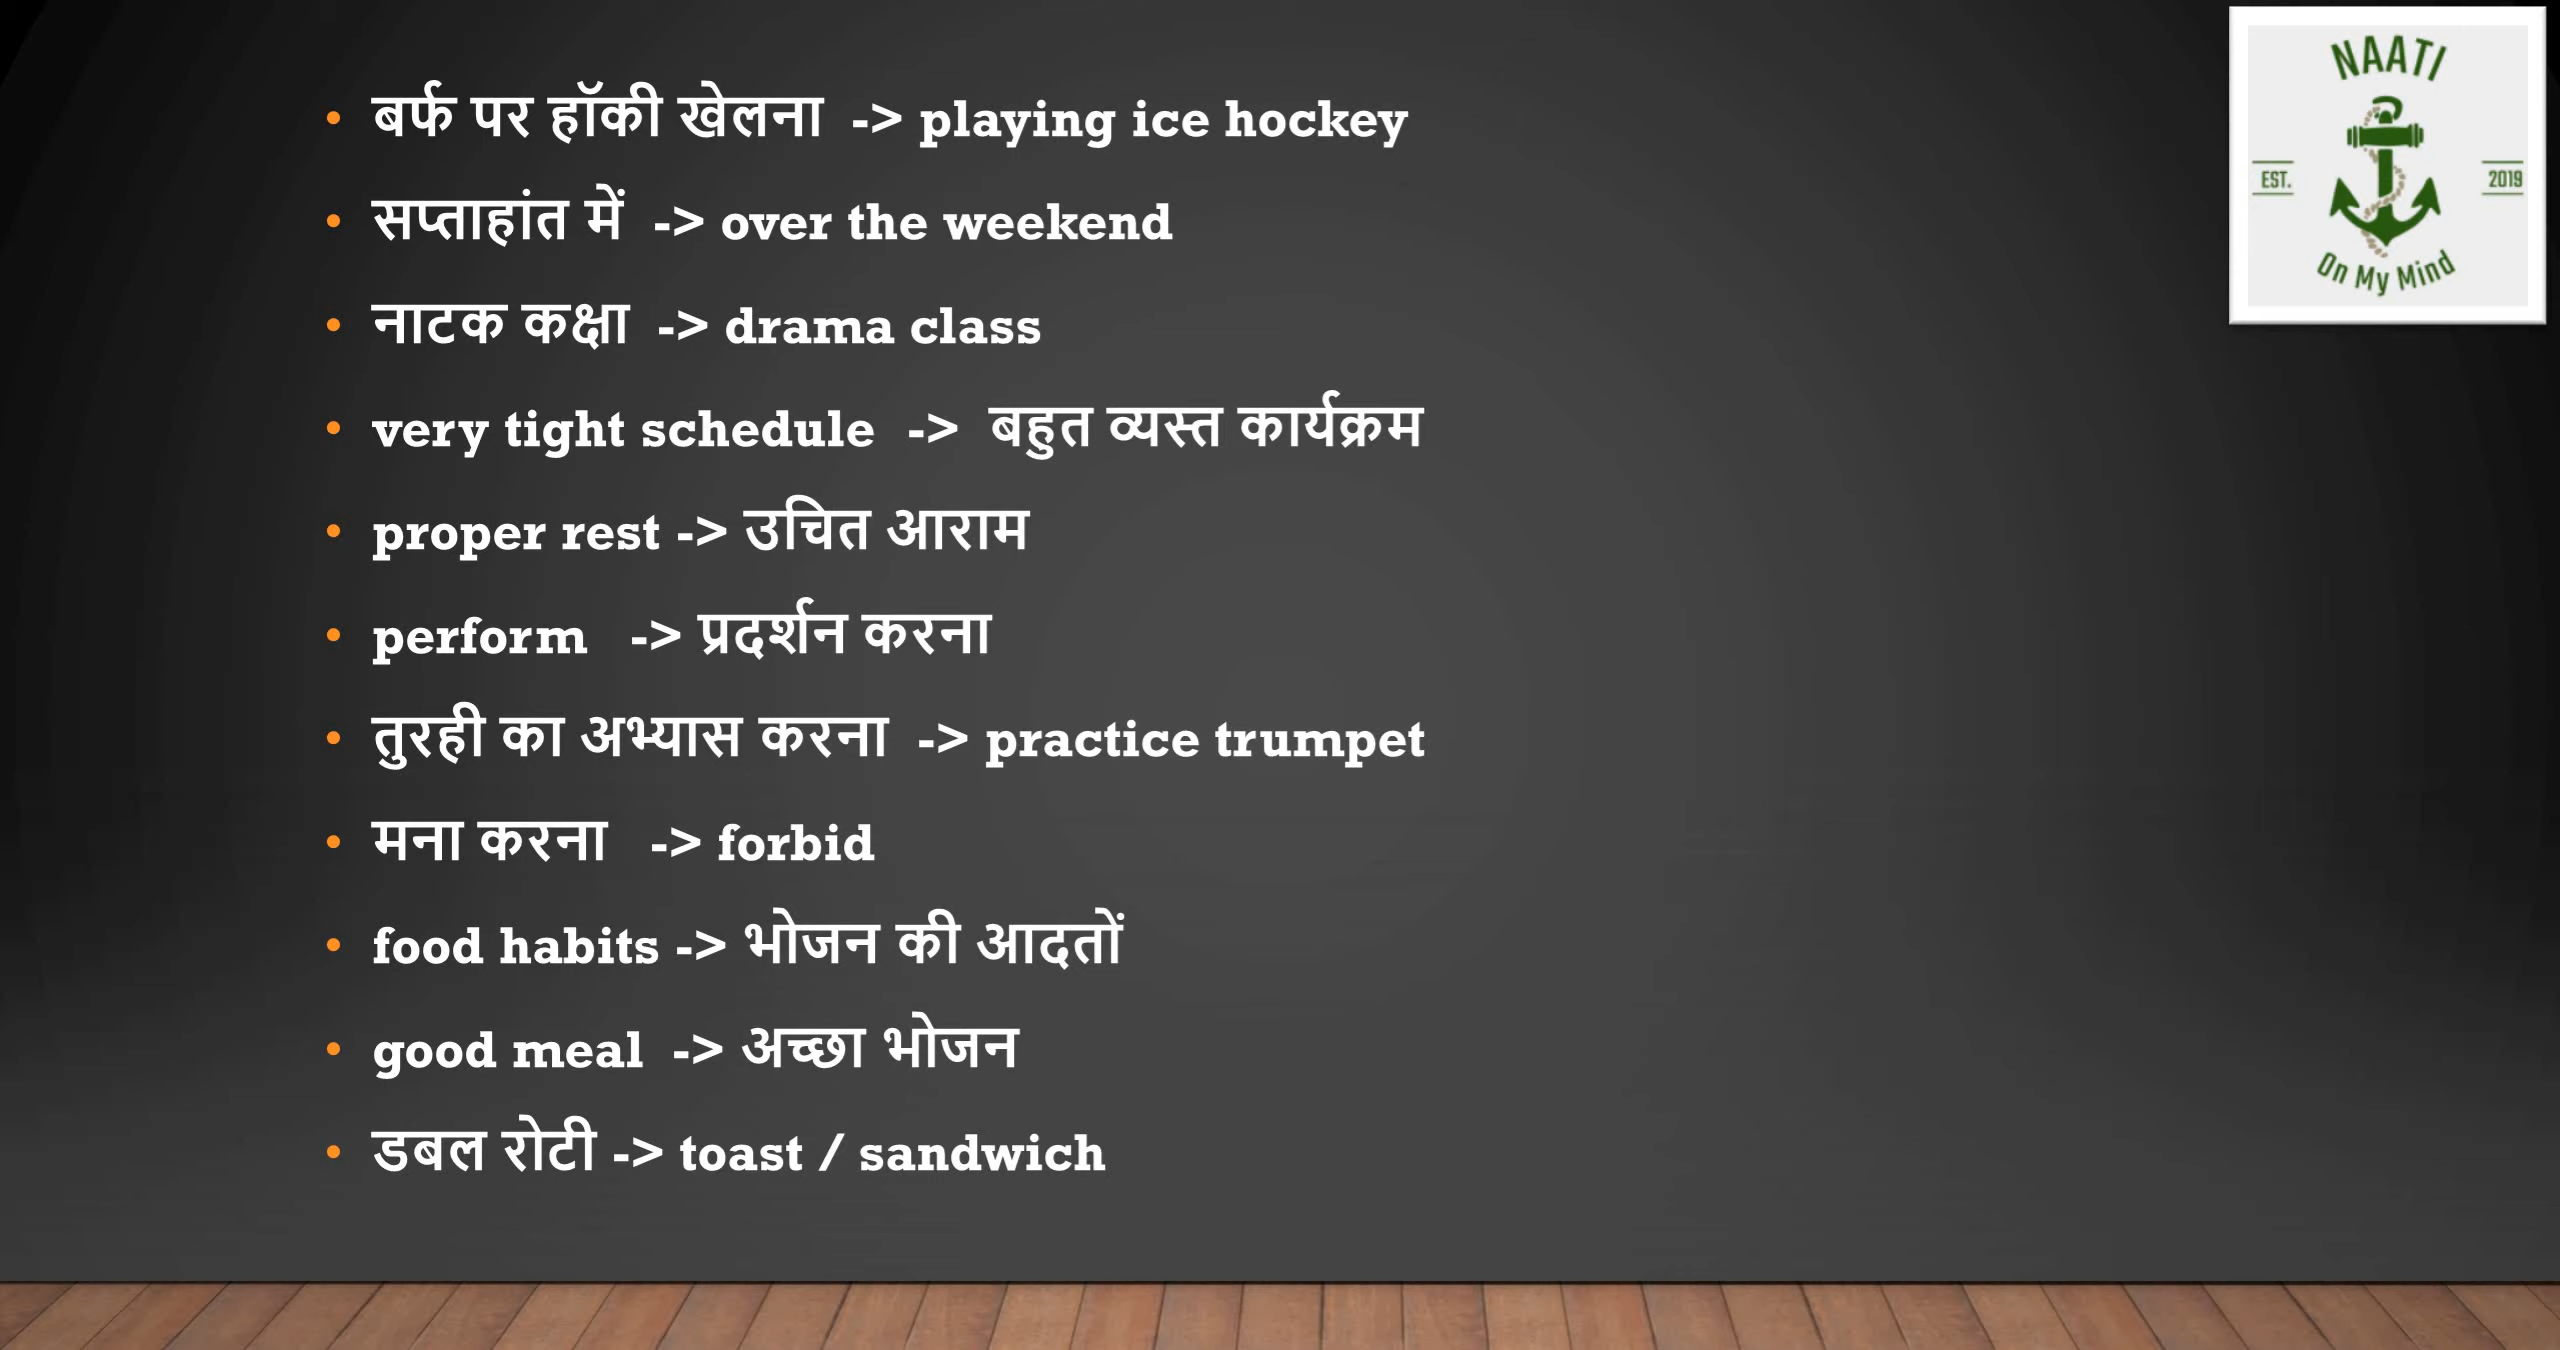 • बर्फ पर हॉकी खेलना -> playing ice hockey
• सप्ताहांत में -> over the weekend
• नाटक कक्षा -> drama class
• very tight schedule -> बहुत व्यस्त कार्यक्रम
• proper rest -> उचित आराम
• perform -> प्रदर्शन करना
• तुरही का अभ्यास करना -> practice trumpet
• मना करना -> forbid
• food habits -> भोजन की आदतों
• good meal -> अच्छा भोजन
• डबल रोटी -> toast / sandwich
NAATI
EST. 2019
On My Mind